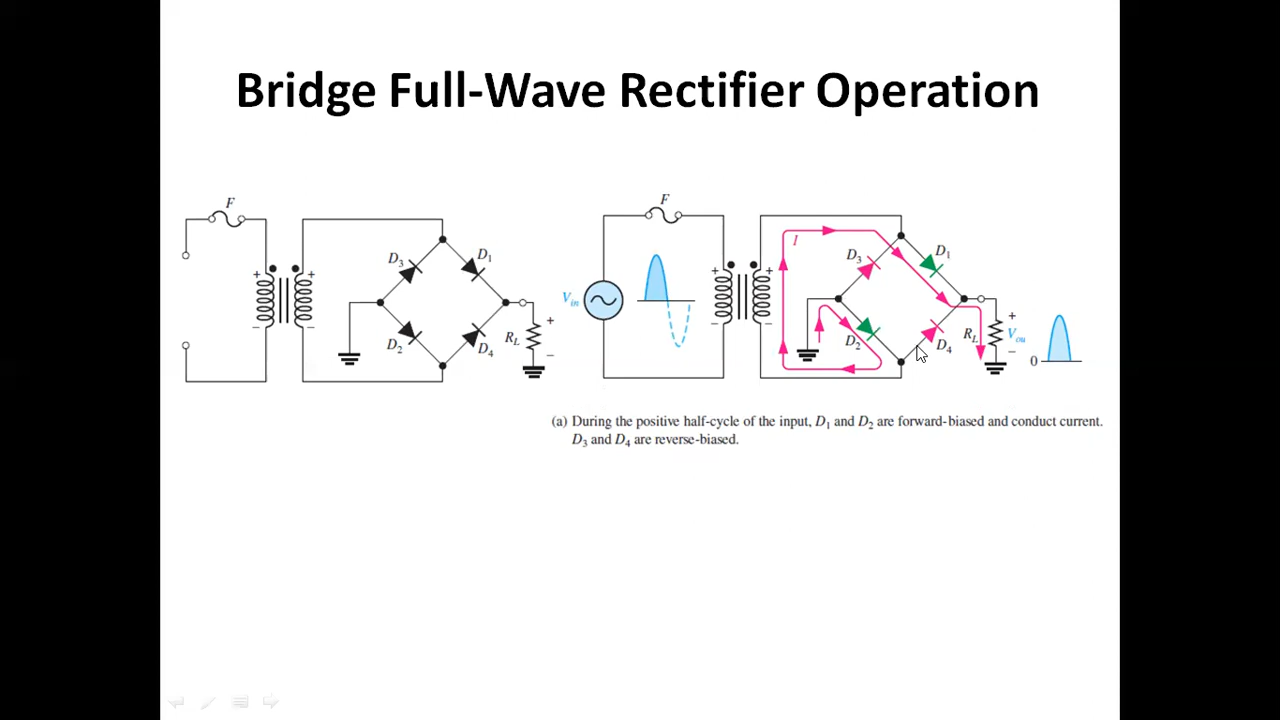 Bridge Full-Wave Rectifier Operation
F
F
+ + D3 D1
I
D3 D1
+ +
Vin
− − D2 D4 RL + −
− − D2 D4 RL + Vou −
0
(a) During the positive half-cycle of the input, D1 and D2 are forward-biased and conduct current.
D3 and D4 are reverse-biased.